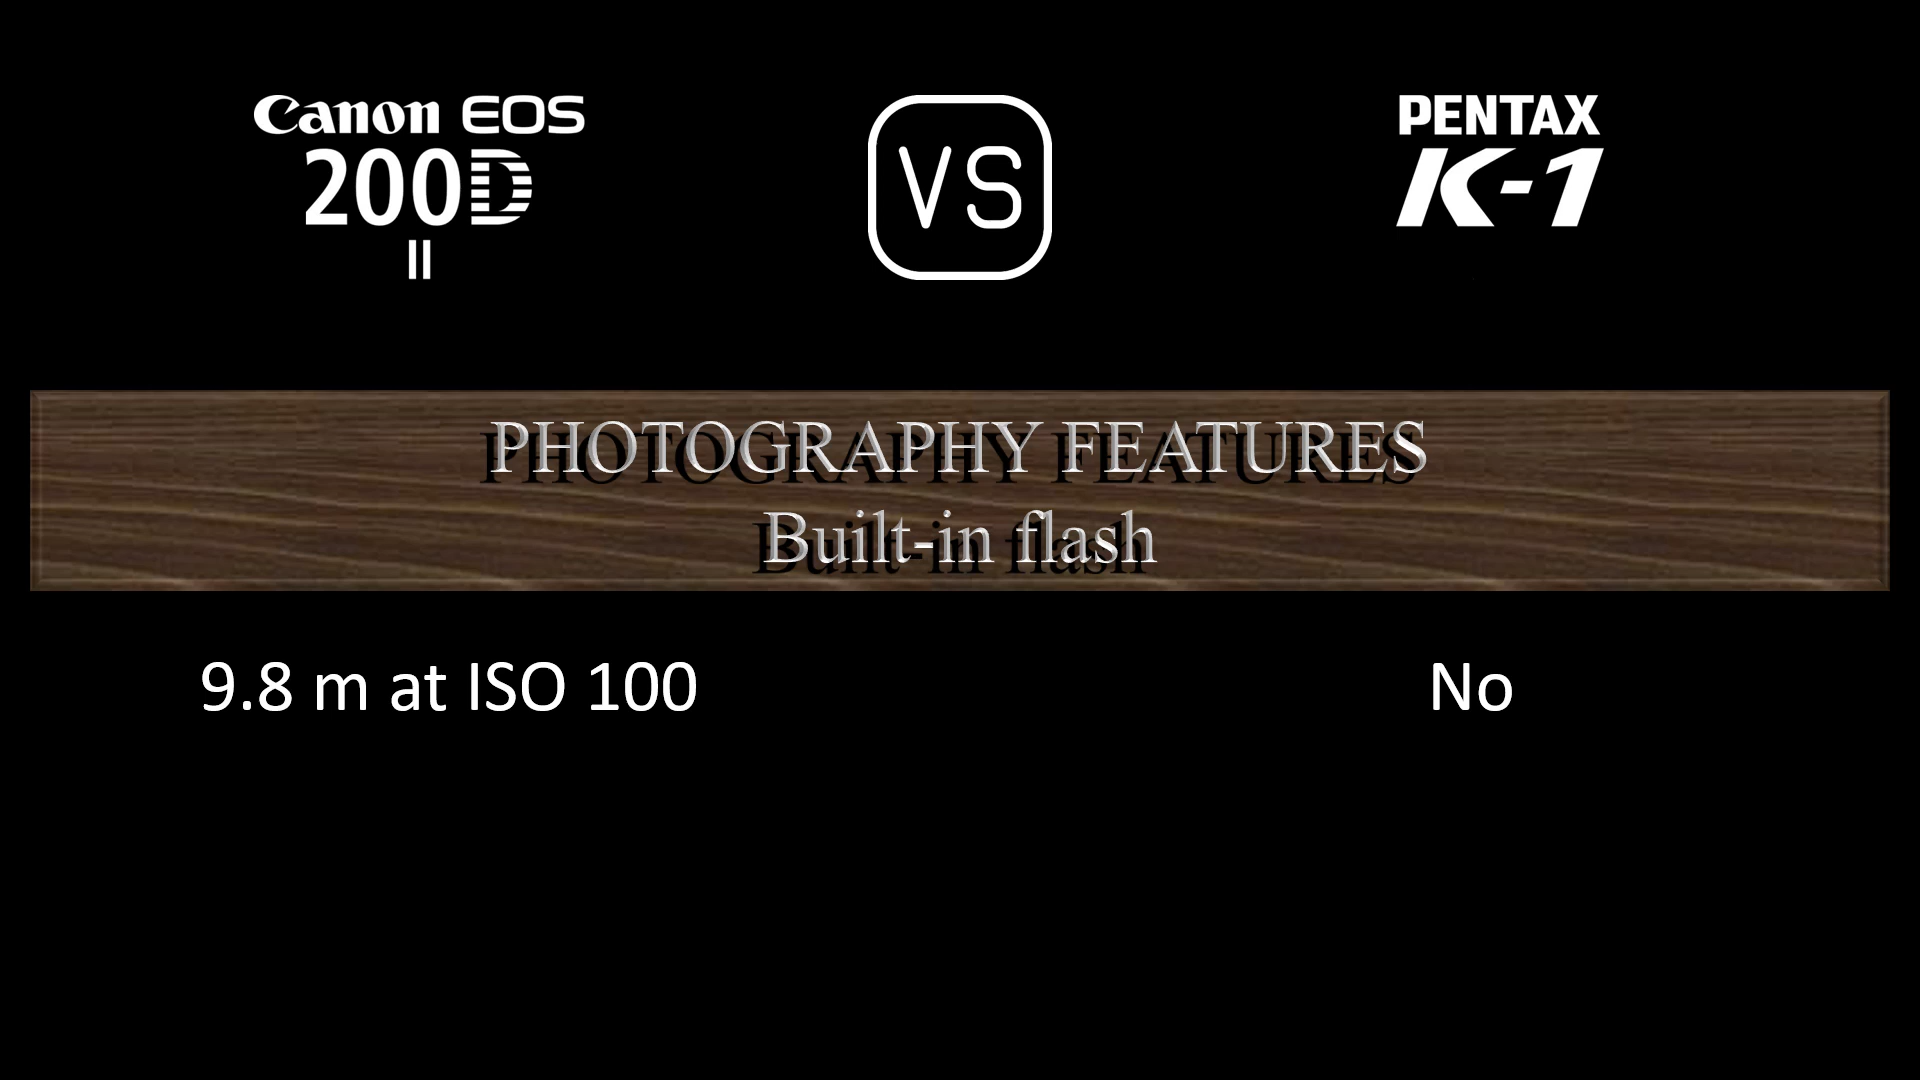 Canon EOS
200D
II
VS
PENTAX
K-1
PHOTOGRAPHY FEATURES
Built-in flash
9.8 m at ISO 100
No